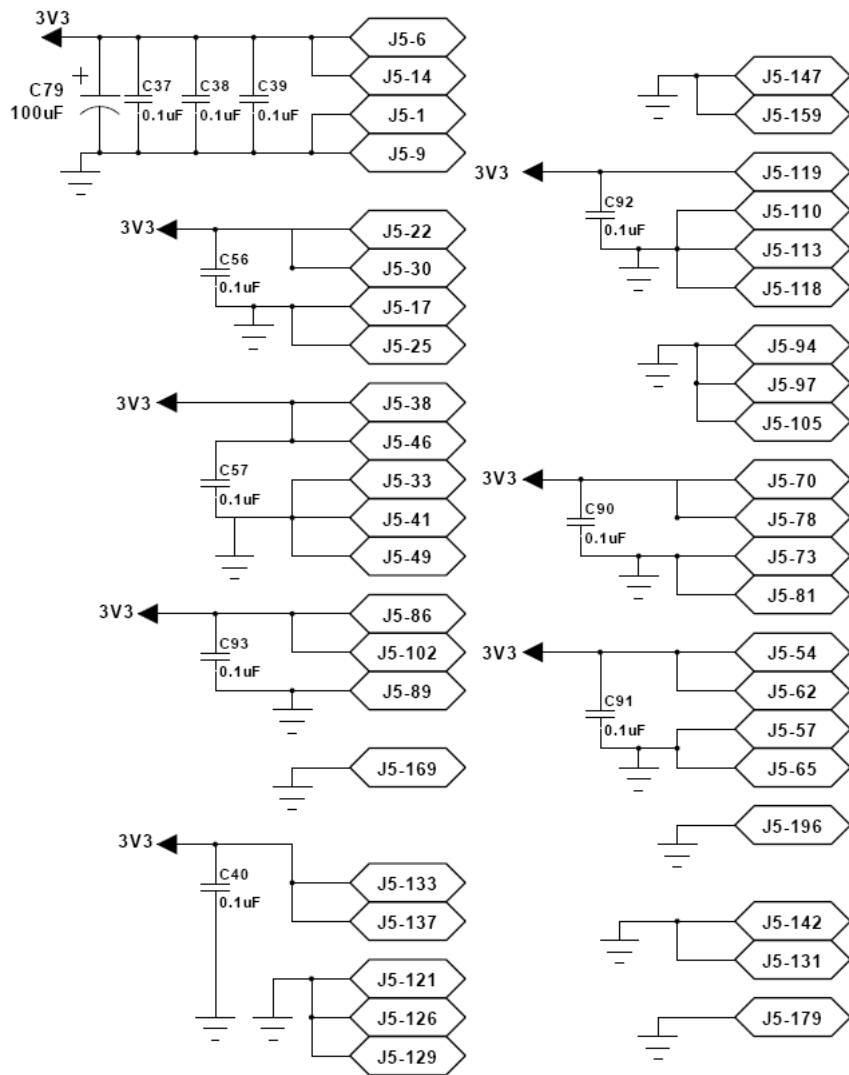 3V3
J5-6
C79
100uF
C37
0.1uF
C38
0.1uF
C39
0.1uF
J5-14
J5-1
J5-9
3V3
J5-22
C56
0.1uF
J5-30
J5-17
J5-25
3V3
J5-38
J5-46
C57
0.1uF
J5-33
J5-41
J5-49
3V3
J5-86
C93
0.1uF
J5-102
J5-89
J5-169
3V3
C40
0.1uF
J5-133
J5-137
J5-121
J5-126
J5-129
J5-147
J5-159
3V3
J5-119
C92
0.1uF
J5-110
J5-113
J5-118
J5-94
J5-97
J5-105
3V3
J5-70
C90
0.1uF
J5-78
J5-73
J5-81
3V3
J5-54
J5-62
C91
0.1uF
J5-57
J5-65
J5-196
J5-142
J5-131
J5-179